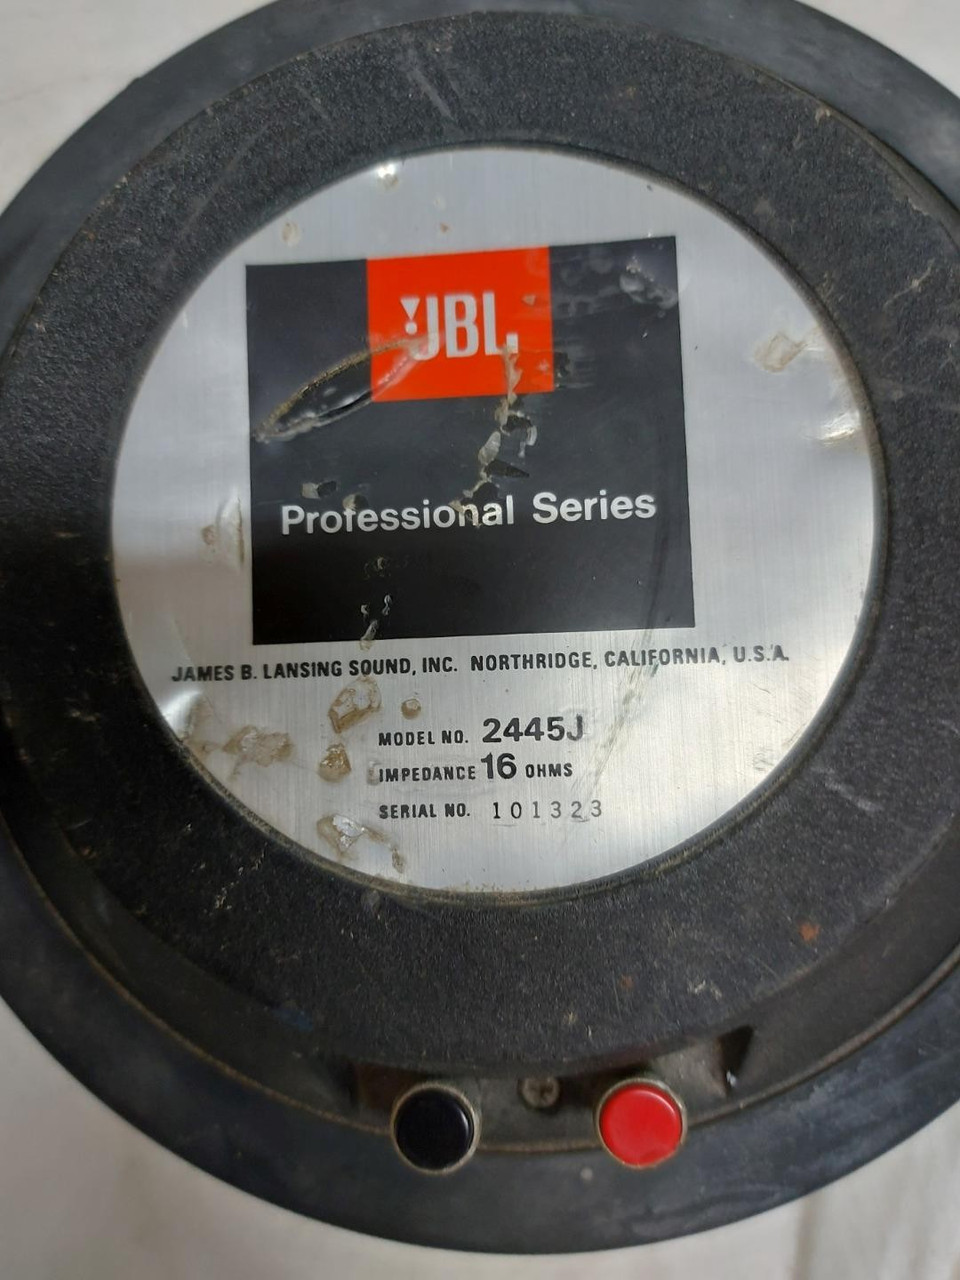 JBL
Professional Series
JAMES B. LANSING SOUND, INC. NORTHRIDGE, CALIFORNIA, U.S.A.
MODEL NO. 2445J
IMPEDANCE 16 OHMS
SERIAL NO. 101323